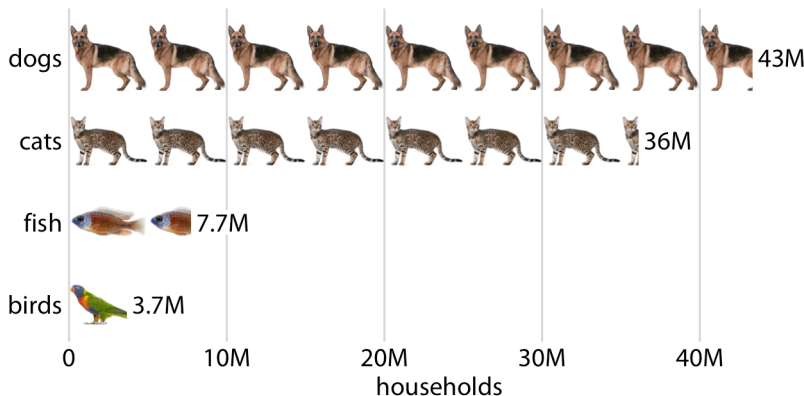 dogs 43M
cats 36M
fish 7.7M
birds 3.7M
0 10M 20M 30M 40M
households